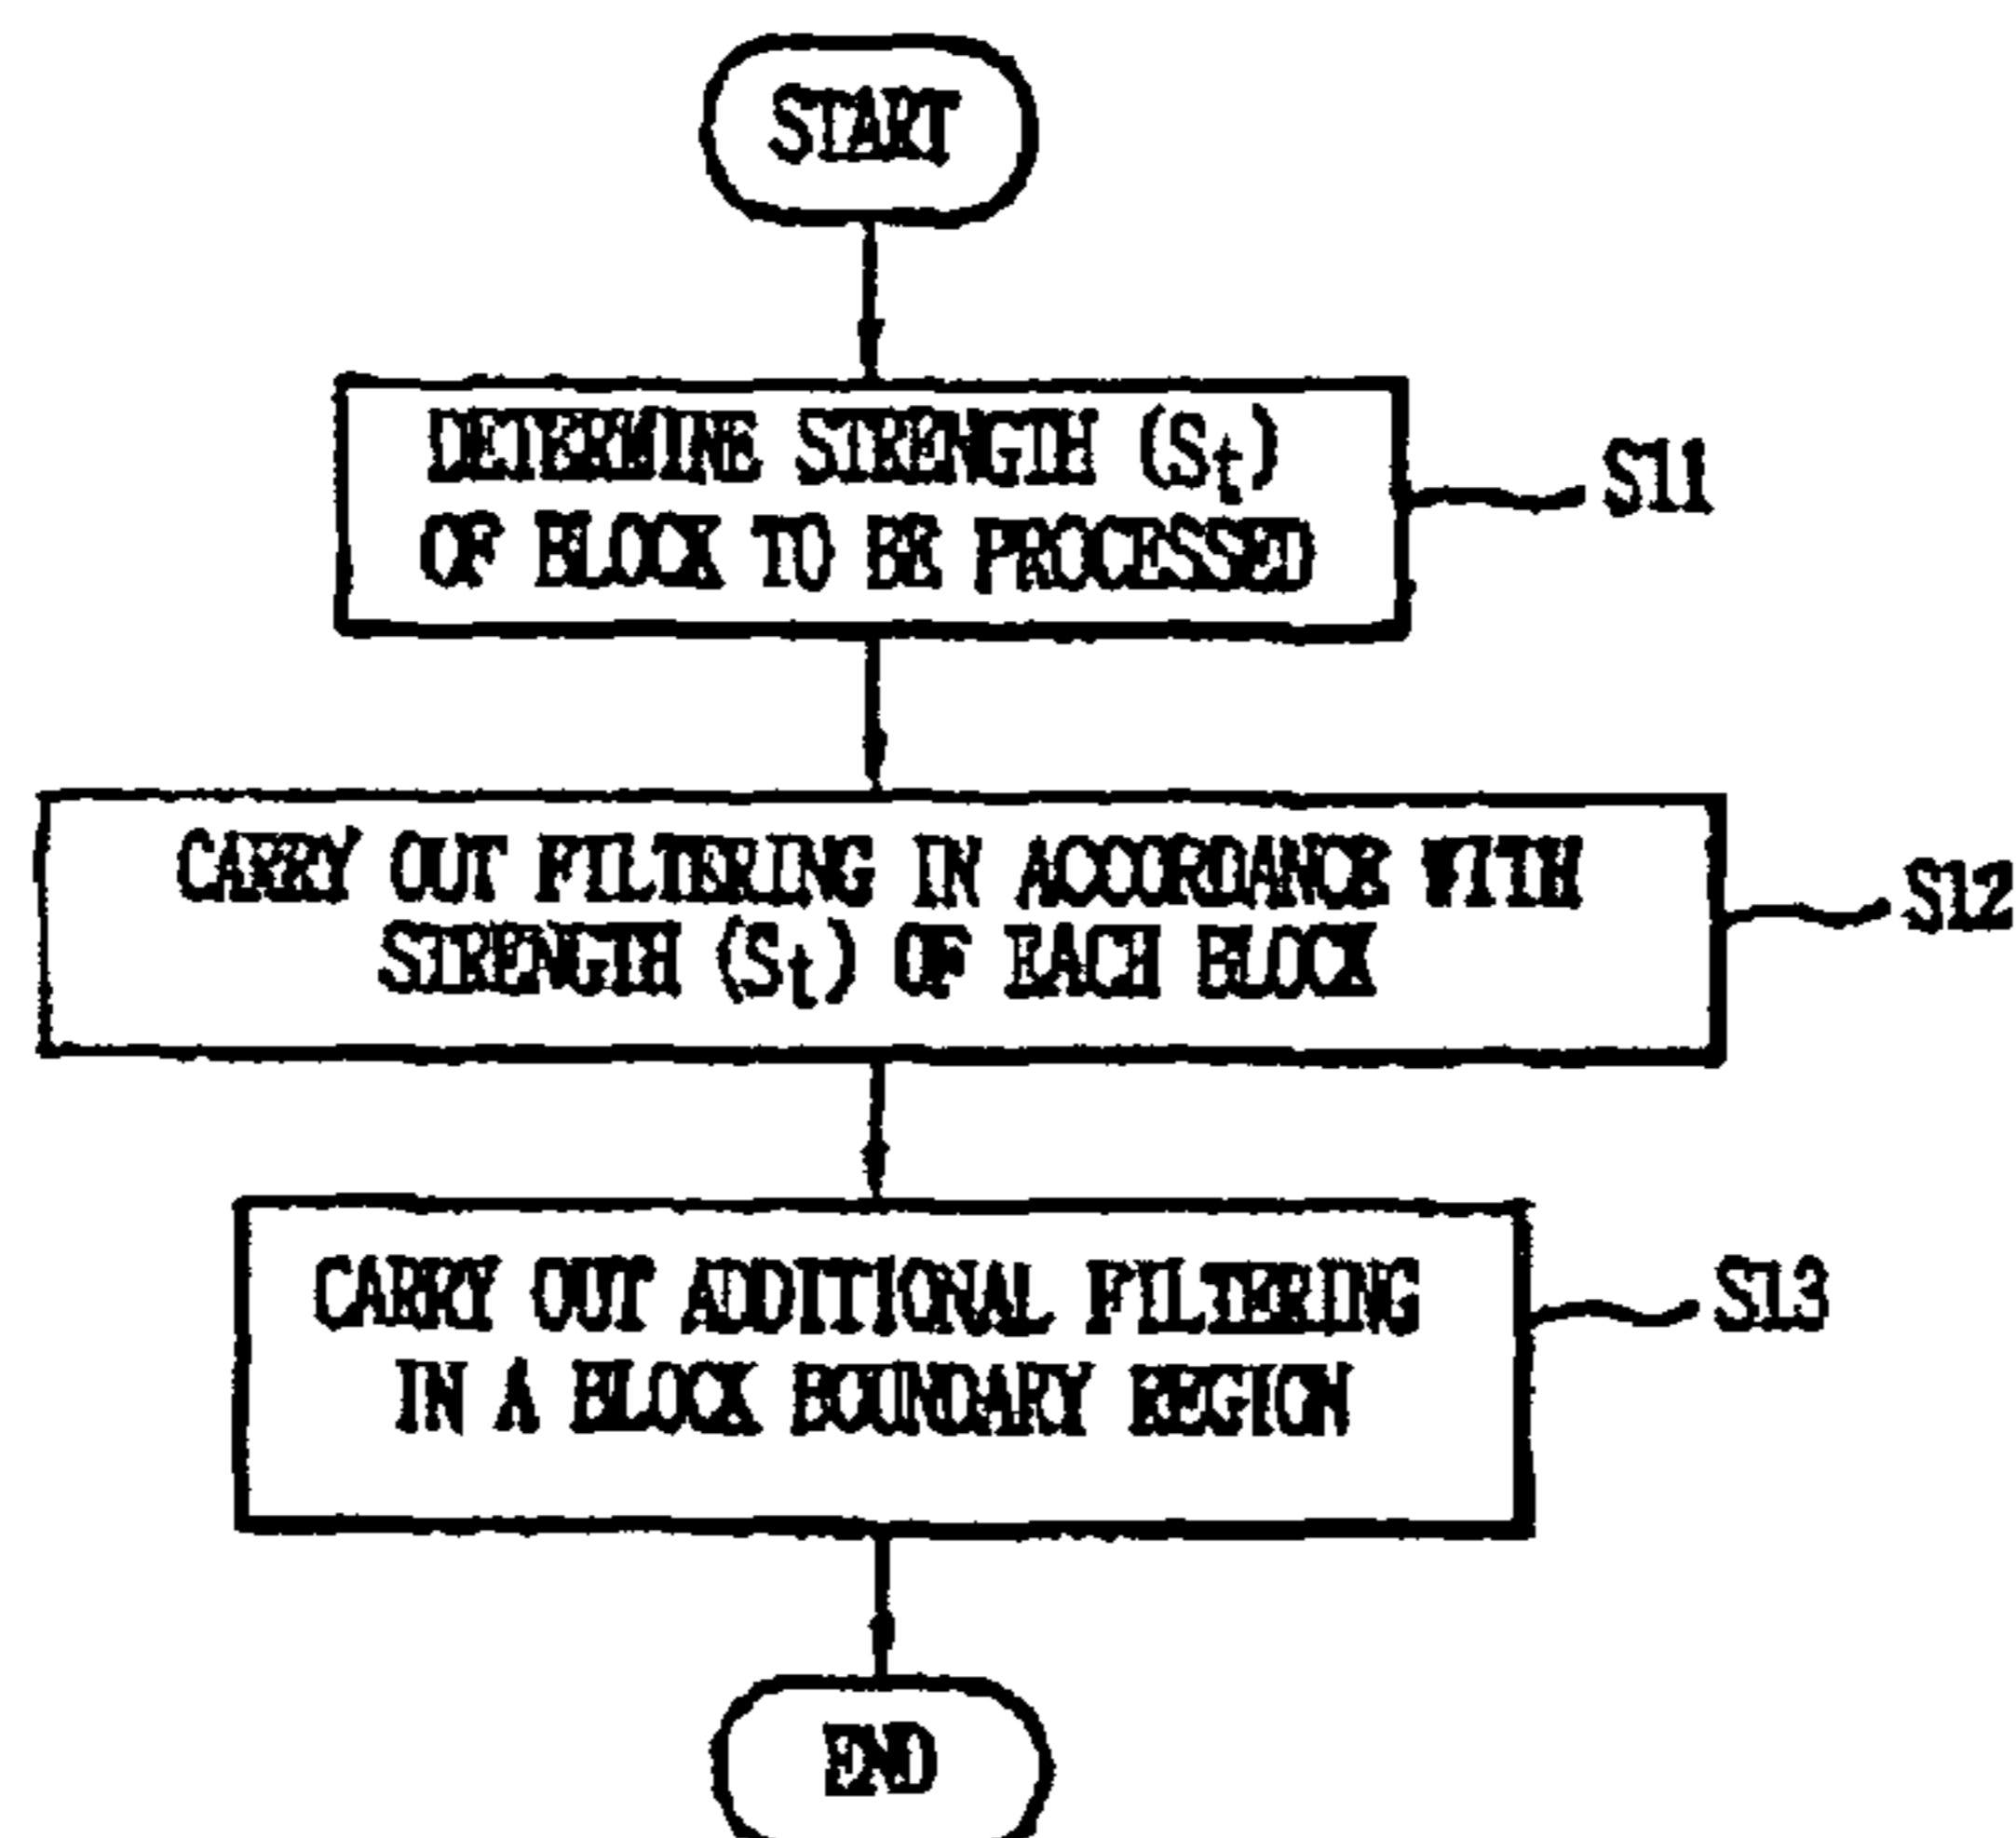 START
DETERMINE STRENGTH (St)
OF BLOCK TO BE PROCESSED
S11
CARRY OUT FILTERING IN ACCORDANCE WITH
STRENGTH (St) OF EACH BLOCK
S12
CARRY OUT ADDITIONAL FILTERING
IN A BLOCK BOUNDARY REGION
S13
END